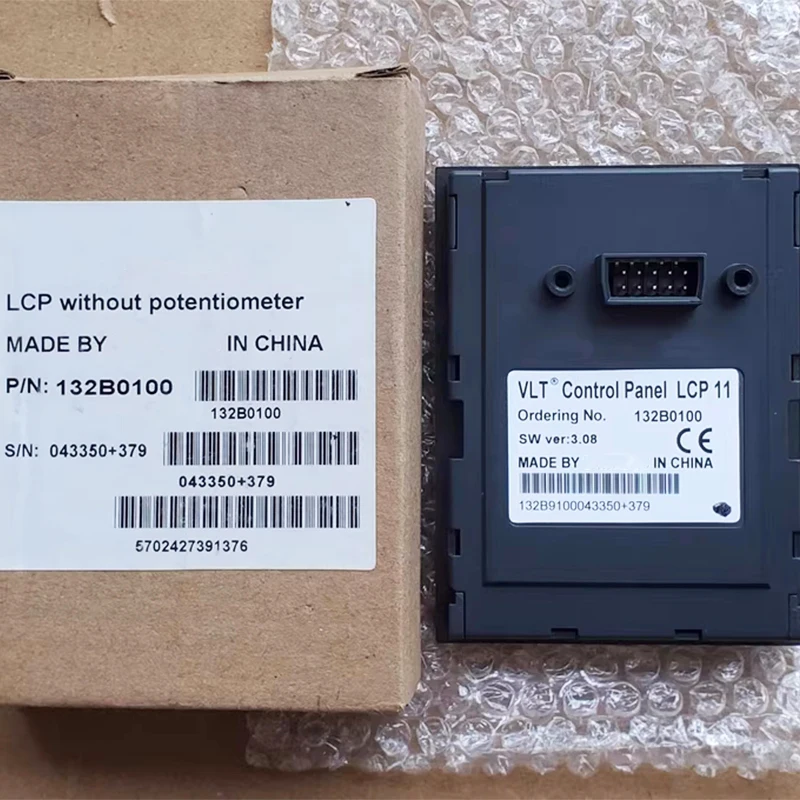 LCP without potentiometer
MADE BY IN CHINA
P/N: 132B0100
132B0100
S/N: 043350+379
043350+379
5702427391376
VLT® Control Panel LCP 11
Ordering No. 132B0100
SW ver:3.08
CE
MADE BY IN CHINA
132B9100043350+379